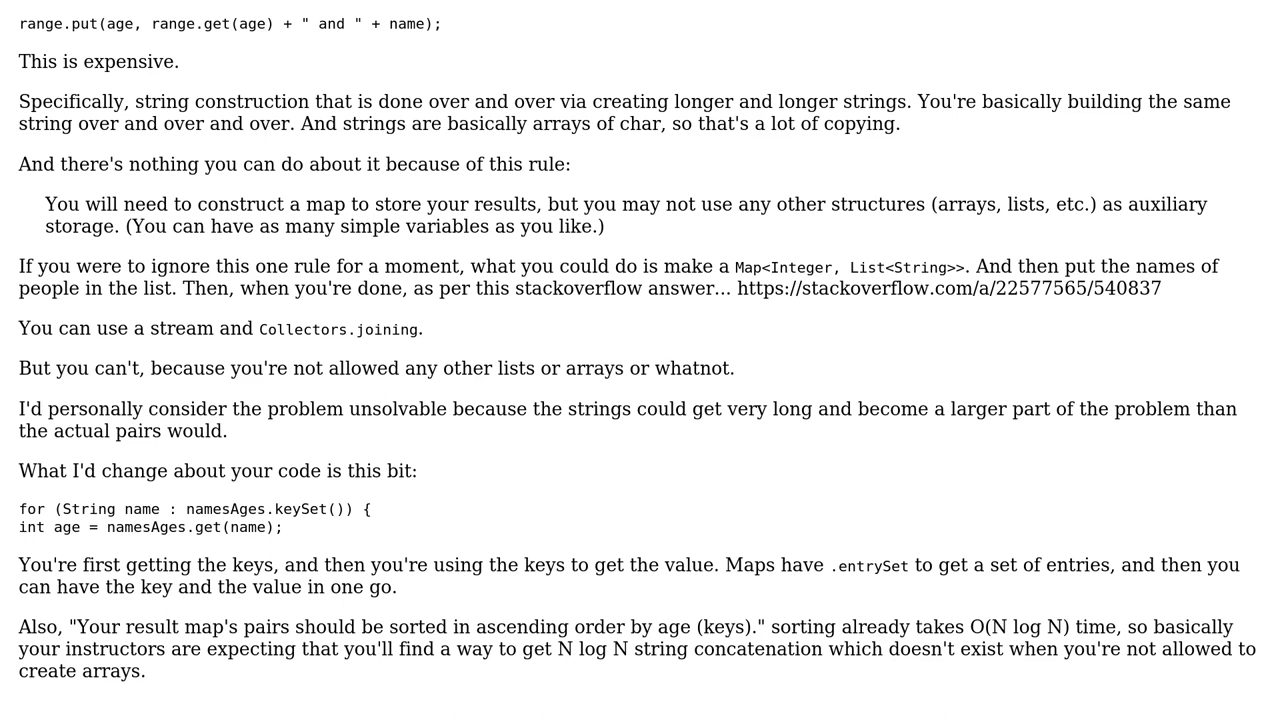 range.put(age, range.get(age) + " and " + name);
This is expensive.
Specifically, string construction that is done over and over via creating longer and longer strings. You're basically building the same
string over and over and over. And strings are basically arrays of char, so that's a lot of copying.
And there's nothing you can do about it because of this rule:
You will need to construct a map to store your results, but you may not use any other structures (arrays, lists, etc.) as auxiliary
storage. (You can have as many simple variables as you like.)
If you were to ignore this one rule for a moment, what you could do is make a Map<Integer, List<String>>. And then put the names of
people in the list. Then, when you're done, as per this stackoverflow answer... https://stackoverflow.com/a/22577565/540837
You can use a stream and Collectors.joining.
But you can't, because you're not allowed any other lists or arrays or whatnot.
I'd personally consider the problem unsolvable because the strings could get very long and become a larger part of the problem than
the actual pairs would.
What I'd change about your code is this bit:
for (String name : namesAges.keySet()) {
int age = namesAges.get(name);
You're first getting the keys, and then you're using the keys to get the value. Maps have .entrySet to get a set of entries, and then you
can have the key and the value in one go.
Also, "Your result map's pairs should be sorted in ascending order by age (keys)." sorting already takes O(N log N) time, so basically
your instructors are expecting that you'll find a way to get N log N string concatenation which doesn't exist when you're not allowed to
create arrays.